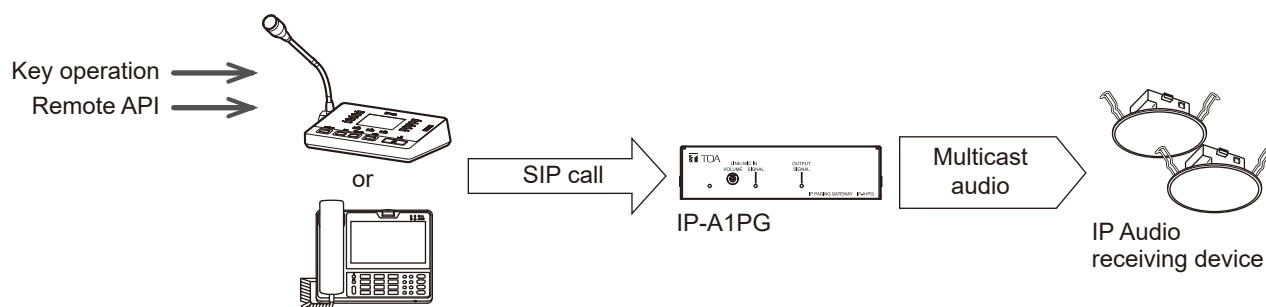 Key operation
Remote API
or
SIP call
TOA
LINE/MIC IN
VOLUME SIGNAL
OUTPUT
SIGNAL
IP PAGING GATEWAY IP-A1PG
IP-A1PG
Multicast
audio
IP Audio
receiving device